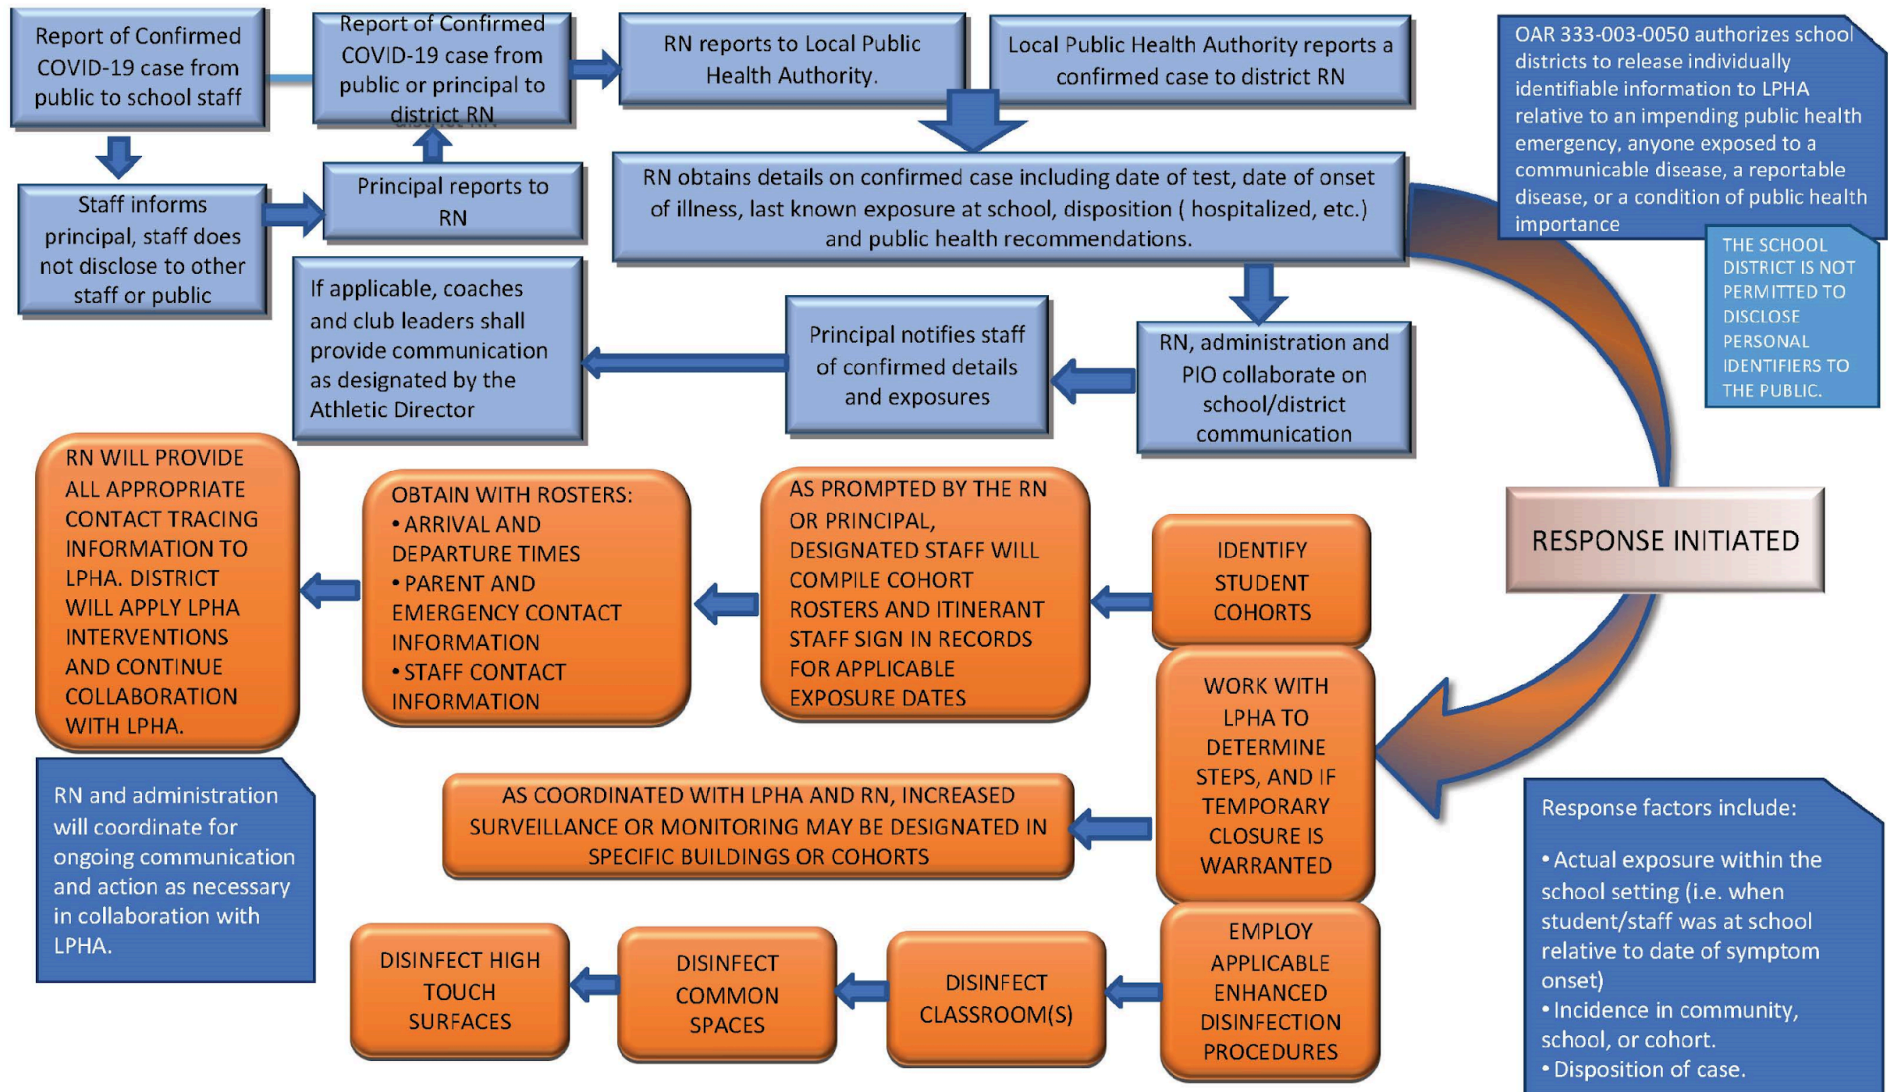 Report of Confirmed
COVID-19 case from
public to school staff
Report of Confirmed
COVID-19 case from
public or principal to
district RN
RN reports to Local Public
Health Authority.
Local Public Health Authority reports a
confirmed case to district RN
OAR 333-003-0050 authorizes school
districts to release individually
identifiable information to LPHA
relative to an impending public health
emergency, anyone exposed to a
communicable disease, a reportable
disease, or a condition of public health
importance
THE SCHOOL
DISTRICT IS NOT
PERMITTED TO
DISCLOSE
PERSONAL
IDENTIFIERS TO
THE PUBLIC.
Staff informs
principal, staff does
not disclose to other
staff or public
Principal reports to
RN
RN obtains details on confirmed case including date of test, date of onset
of illness, last known exposure at school, disposition ( hospitalized, etc.)
and public health recommendations.
If applicable, coaches
and club leaders shall
provide communication
as designated by the
Athletic Director
Principal notifies staff
of confirmed details
and exposures
RN, administration and
PIO collaborate on
school/district
communication
RESPONSE INITIATED
RN WILL PROVIDE
ALL APPROPRIATE
CONTACT TRACING
INFORMATION TO
LPHA. DISTRICT
WILL APPLY LPHA
INTERVENTIONS
AND CONTINUE
COLLABORATION
WITH LPHA.
OBTAIN WITH ROSTERS:
• ARRIVAL AND
DEPARTURE TIMES
• PARENT AND
EMERGENCY CONTACT
INFORMATION
• STAFF CONTACT
INFORMATION
AS PROMPTED BY THE RN
OR PRINCIPAL,
DESIGNATED STAFF WILL
COMPILE COHORT
ROSTERS AND ITINERANT
STAFF SIGN IN RECORDS
FOR APPLICABLE
EXPOSURE DATES
IDENTIFY
STUDENT
COHORTS
WORK WITH
LPHA TO
DETERMINE
STEPS, AND IF
TEMPORARY
CLOSURE IS
WARRANTED
AS COORDINATED WITH LPHA AND RN, INCREASED
SURVEILLANCE OR MONITORING MAY BE DESIGNATED IN
SPECIFIC BUILDINGS OR COHORTS
RN and administration
will coordinate for
ongoing communication
and action as necessary
in collaboration with
LPHA.
DISINFECT HIGH
TOUCH
SURFACES
DISINFECT
COMMON
SPACES
DISINFECT
CLASSROOM(S)
EMPLOY
APPLICABLE
ENHANCED
DISINFECTION
PROCEDURES
Response factors include:
• Actual exposure within the
school setting (i.e. when
student/staff was at school
relative to date of symptom
onset)
• Incidence in community,
school, or cohort.
• Disposition of case.